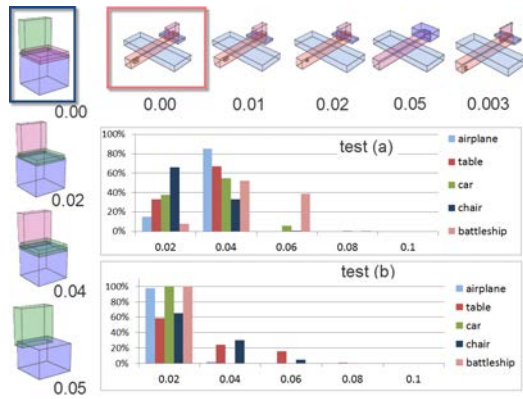 0.00 0.01 0.02 0.05 0.003
0.00
0.02
0.04
0.05
test (a)
100%
80%
60%
40%
20%
0%
0.02 0.04 0.06 0.08 0.1
airplane
table
car
chair
battleship
test (b)
100%
80%
60%
40%
20%
0%
0.02 0.04 0.06 0.08 0.1
airplane
table
car
chair
battleship